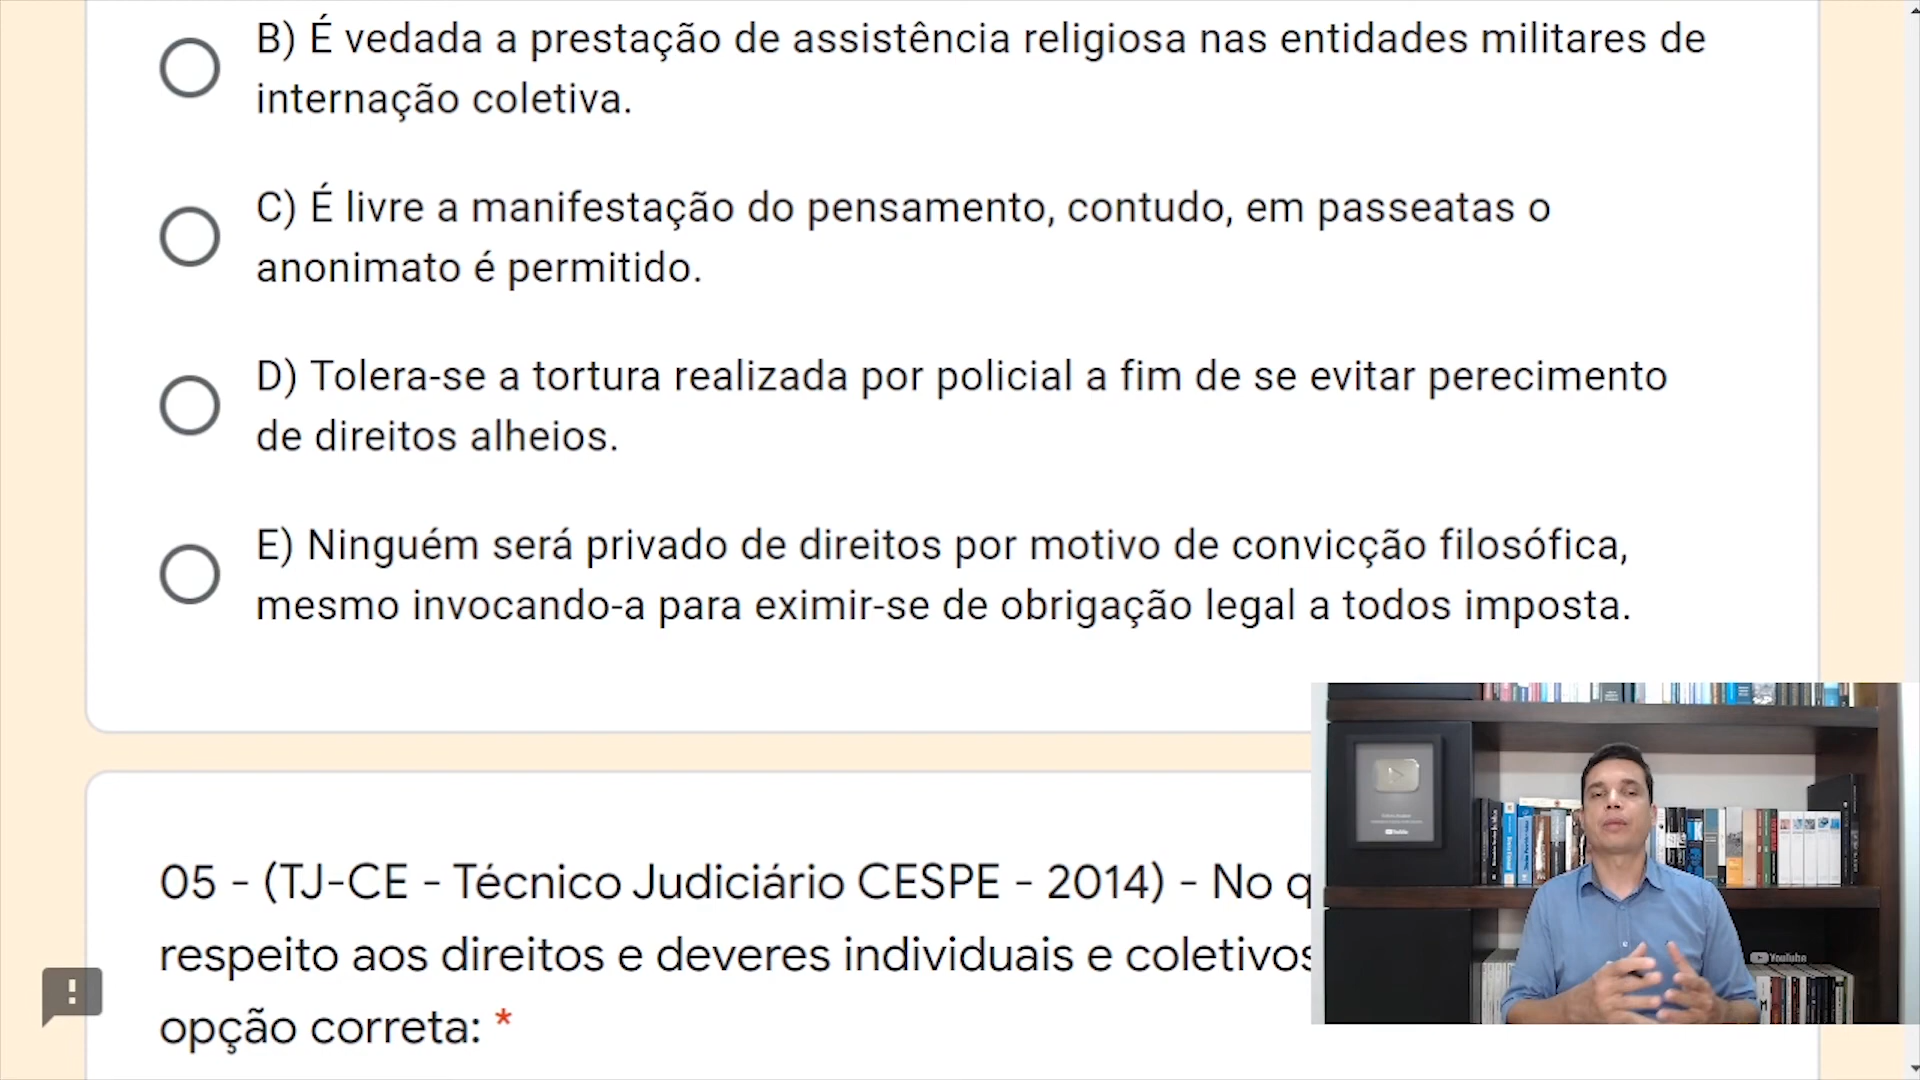 B) É vedada a prestação de assistência religiosa nas entidades militares de
internação coletiva.
C) É livre a manifestação do pensamento, contudo, em passeatas o
anonimato é permitido.
D) Tolera-se a tortura realizada por policial a fim de se evitar perecimento
de direitos alheios.
E) Ninguém será privado de direitos por motivo de convicção filosófica,
mesmo invocando-a para eximir-se de obrigação legal a todos imposta.
05 - (TJ-CE - Técnico Judiciário CESPE - 2014) - No q
respeito aos direitos e deveres individuais e coletivos
opção correta: *
YouTube